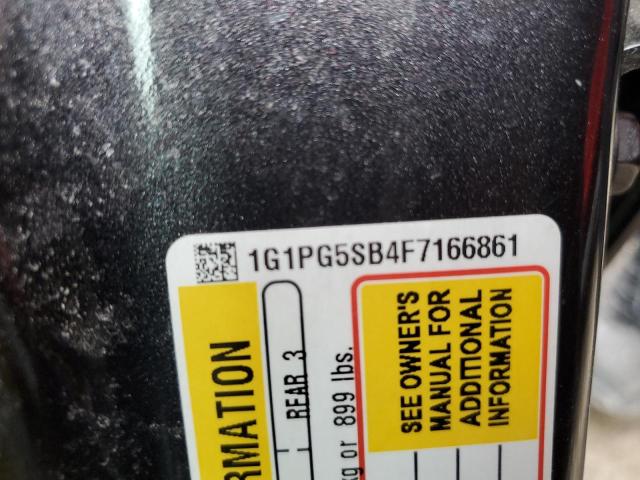 1G1PG5SB4F7166861
RMATION
REAR 3
kg or 899 lbs.
SEE OWNER'S
MANUAL FOR
ADDITIONAL
INFORMATION